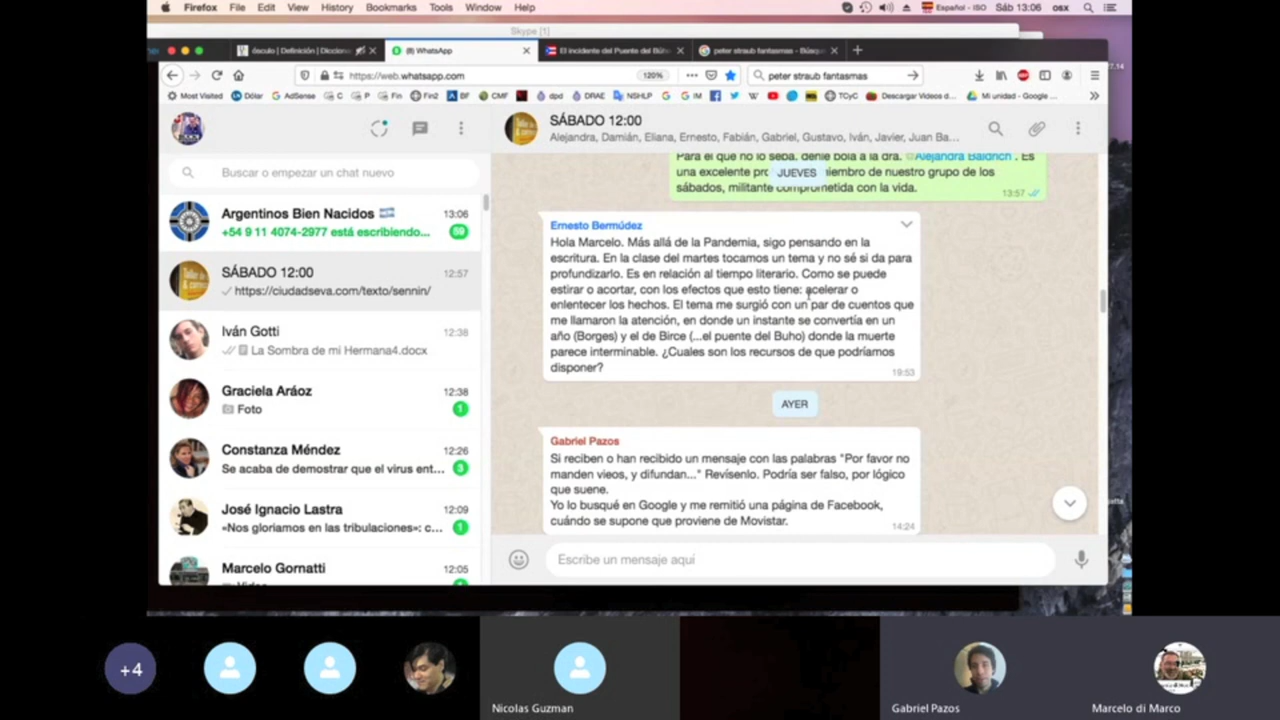 Firefox File Edit View History Bookmarks Tools Window Help
Español - ISO Sáb 13:06 osx
Skype [1]
ósculo | Definición | Diccion
(8) WhatsApp
El incidente del Puente del Búh
peter straub fantasmas - Búsqu
https://web.whatsapp.com
120%
peter straub fantasmas
Most Visited Dólar AdSense C P Fin Fin2 BF CMF dpd DRAE NSHLP G IM TCyC Descargar Videos d... Mi unidad - Google ...
SÁBADO 12:00
Alejandra, Damián, Eliana, Ernesto, Fabián, Gabriel, Gustavo, Iván, Javier, Juan Ba...
Buscar o empezar un chat nuevo
Argentinos Bien Nacidos 13:06
+54 9 11 4074-2977 está escribiendo... 59
SÁBADO 12:00 12:57
https://ciudadseva.com/texto/sennin/
Iván Gotti 12:38
La Sombra de mi Hermana4.docx
Graciela Aráoz 12:38
Foto 1
Constanza Méndez 12:26
Se acaba de demostrar que el virus ent... 3
José Ignacio Lastra 12:09
«Nos gloriamos en las tribulaciones»: c... 1
Marcelo Gornatti 12:05
Video
Para el que no lo seba, denle bola a la dra. @Alejandra Baldrich . Es
una excelente pro
JUEVES
iembro de nuestro grupo de los
sábados, militante comprometida con la vida.
13:57
Ernesto Bermúdez
Hola Marcelo. Más allá de la Pandemia, sigo pensando en la
escritura. En la clase del martes tocamos un tema y no sé si da para
profundizarlo. Es en relación al tiempo literario. Como se puede
estirar o acortar, con los efectos que esto tiene: acelerar o
enlentecer los hechos. El tema me surgió con un par de cuentos que
me llamaron la atención, en donde un instante se convertía en un
año (Borges) y el de Birce (...el puente del Buho) donde la muerte
parece interminable. ¿Cuales son los recursos de que podríamos
disponer?
19:53
AYER
Gabriel Pazos
Si reciben o han recibido un mensaje con las palabras "Por favor no
manden vieos, y difundan..." Revísenlo. Podría ser falso, por lógico
que suene.
Yo lo busqué en Google y me remitió una página de Facebook,
cuándo se supone que proviene de Movistar.
14:24
Escribe un mensaje aquí
+4
Nicolas Guzman
Gabriel Pazos
Marcelo di Marco